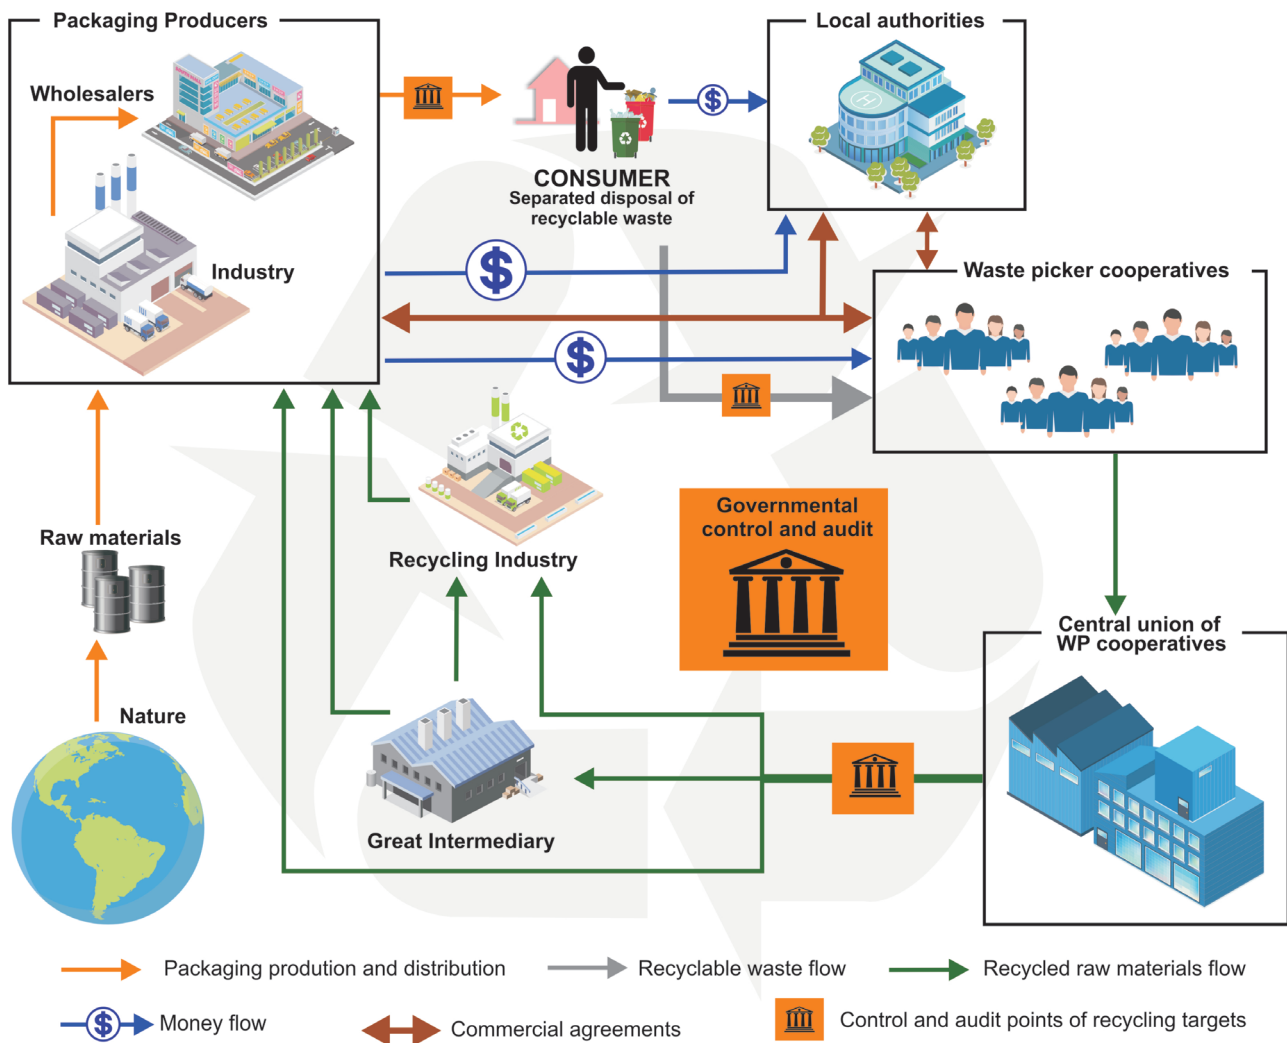 Packaging Producers
Local authorities
Wholesalers
$
CONSUMER
Separated disposal of
recyclable waste
Industry
$
Waste picker cooperatives
$
Governmental
control and audit
Raw materials
Recycling Industry
Central union of
WP cooperatives
Nature
Great Intermediary
Packaging prodution and distribution
Recyclable waste flow
Recycled raw materials flow
$
Money flow
Commercial agreements
Control and audit points of recycling targets
H